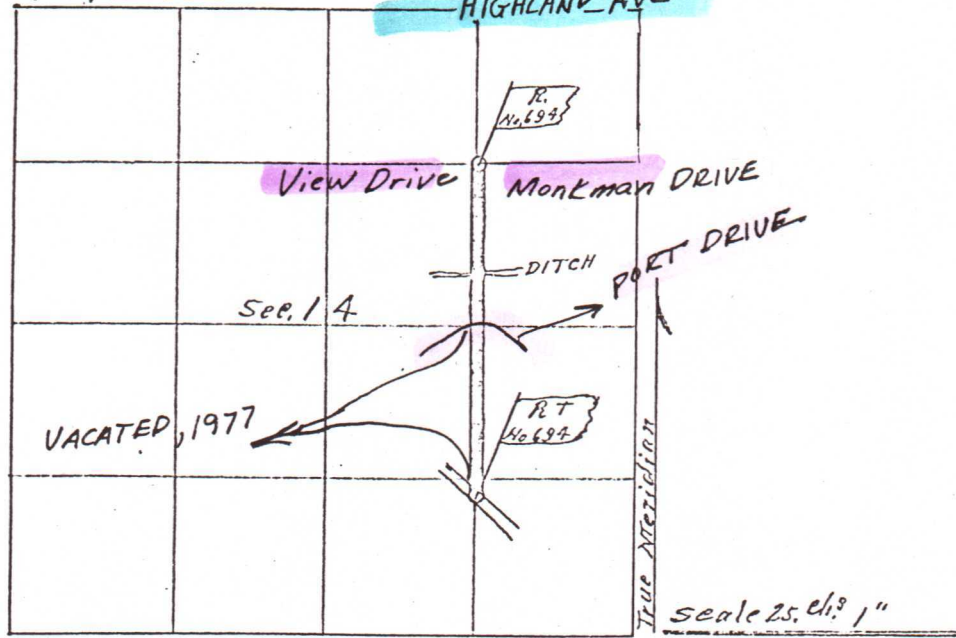 HIGHLAND AVE
R.
No. 694
View Drive
Monkman DRIVE
PORT DRIVE
DITCH
Sec. 14
VACATED, 1977
R T
No 694
True Meridian
scale 25. chs 1"